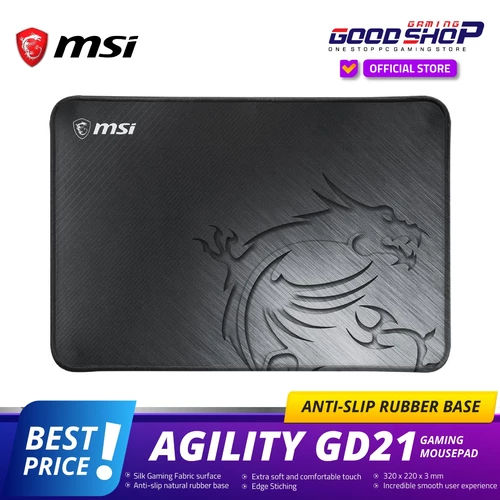 msi
GAMING
GOODSHOP
ONE STOP PC GAMING STORE
OFFICIAL STORE
msi
ANTI-SLIP RUBBER BASE
BEST
PRICE!
AGILITY GD21
GAMING
MOUSEPAD
• Silk Gaming Fabric surface
• Anti-slip natural rubber base
• Extra soft and comfortable touch
• Edge Stiching
• 320 x 220 x 3 mm
• Incredible smooth user experience